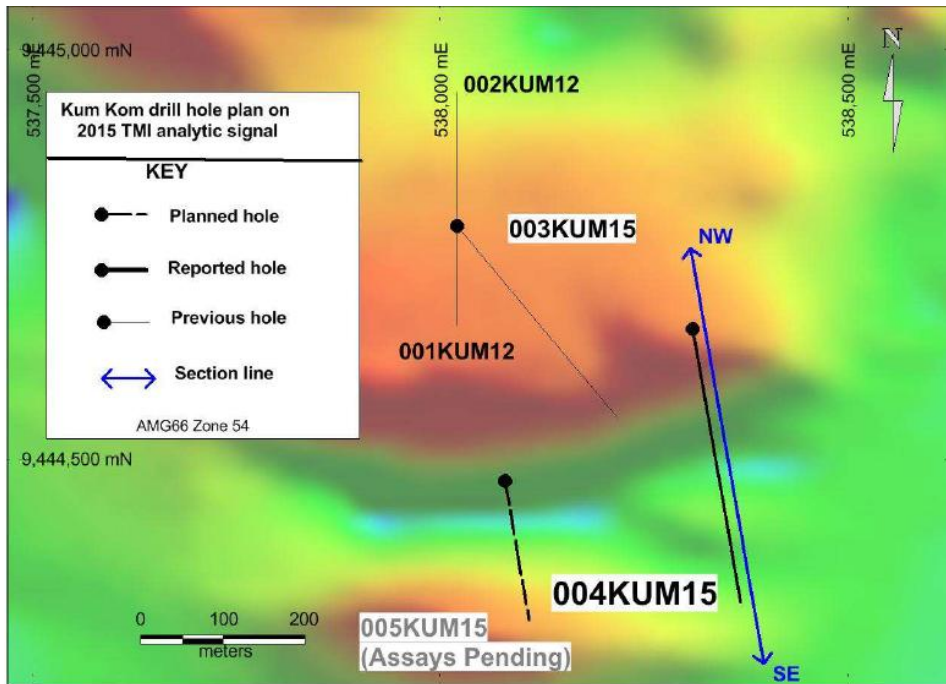 9,445,000 mN
537,500 mE
538,000 mE
538,500 mE
N
Kum Kom drill hole plan on
2015 TMI analytic signal
KEY
Planned hole
Reported hole
Previous hole
Section line
AMG66 Zone 54
002KUM12
003KUM15
NW
001KUM12
9,444,500 mN
004KUM15
0 100 200
meters
005KUM15
(Assays Pending)
SE